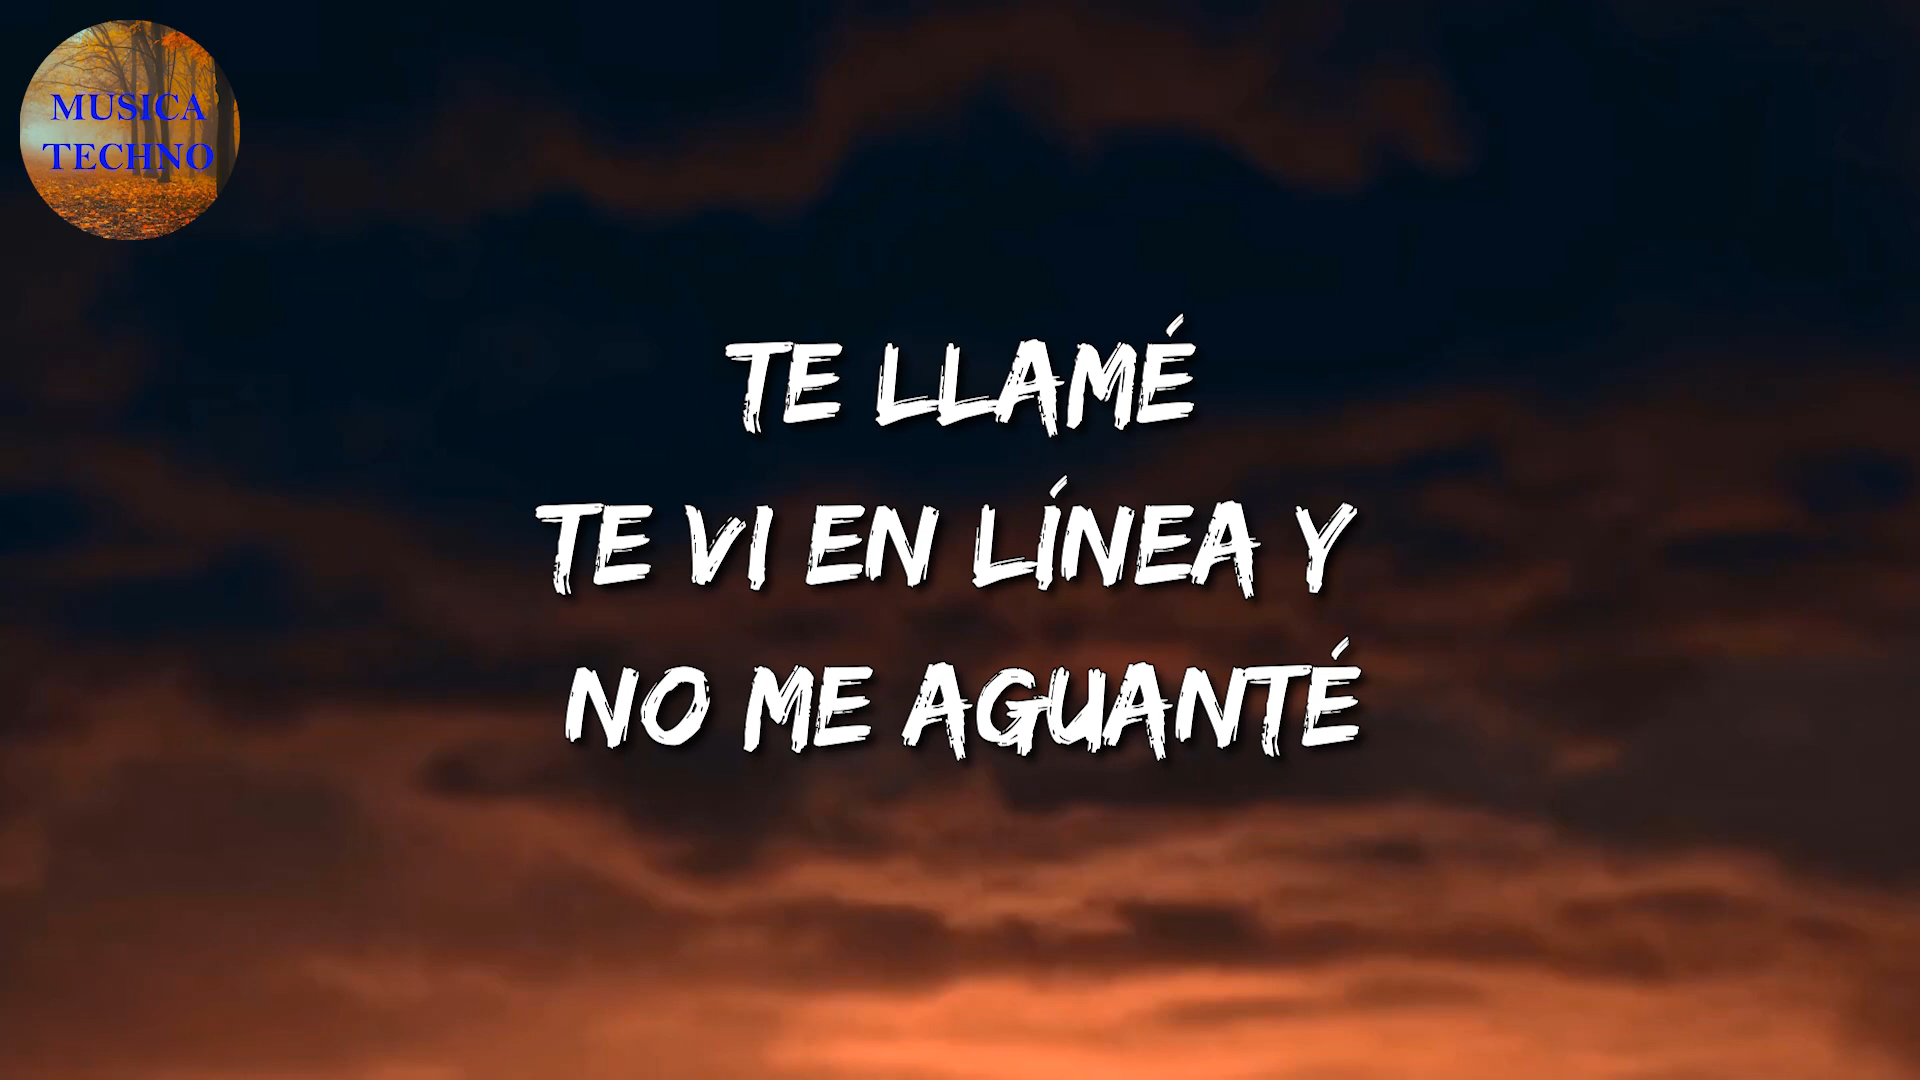 MUSICA
TECHNO
TE LLAMÉ
TE VI EN LÍNEA Y
NO ME AGUANTÉ